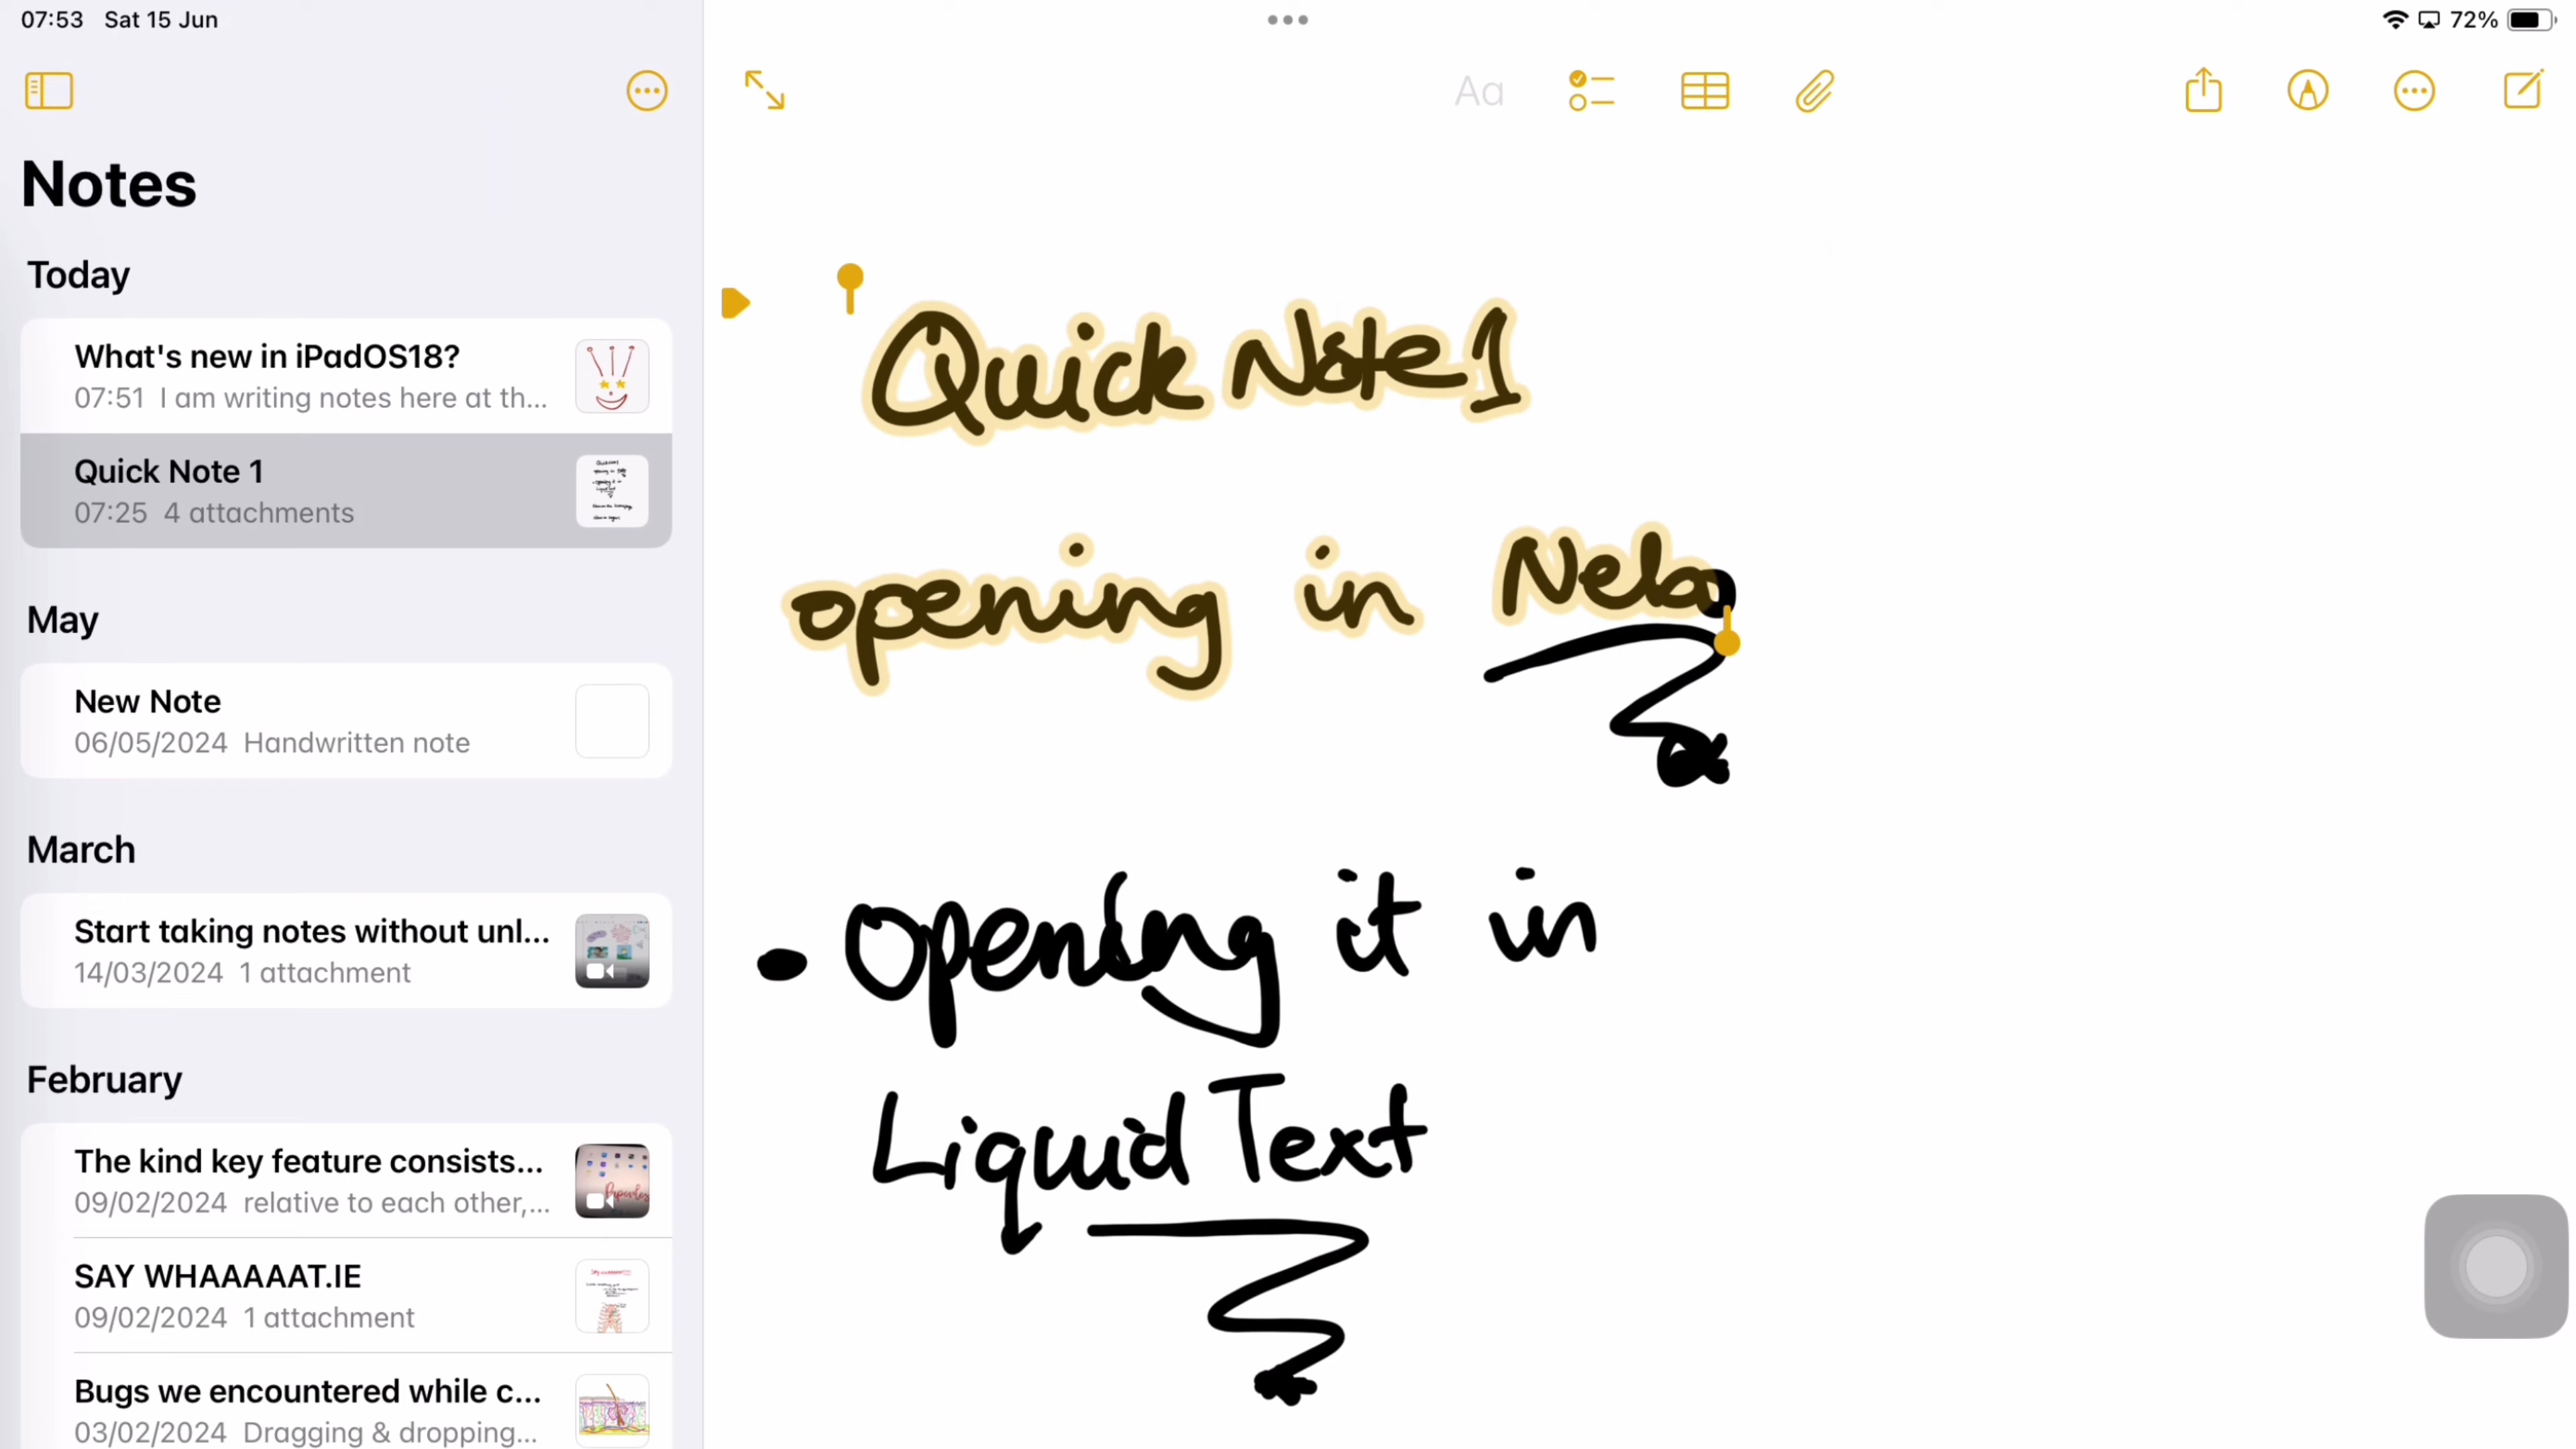 07:53 Sat 15 Jun
72%
Aa
Notes
Today
What's new in iPadOS18?
07:51 I am writing notes here at th...
Quick Note 1
07:25 4 attachments
May
New Note
06/05/2024 Handwritten note
March
Start taking notes without unl...
14/03/2024 1 attachment
February
The kind key feature consists...
09/02/2024 relative to each other,...
SAY WHAAAAAT.IE
09/02/2024 1 attachment
Bugs we encountered while c...
03/02/2024 Dragging & dropping...
Quick Note 1
opening in Nebo
- Opening it in
Liquid Text